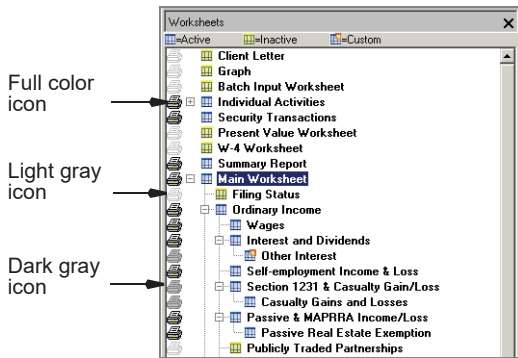 Worksheets
=Active =Inactive =Custom
Client Letter
Graph
Batch Input Worksheet
Full color icon
Individual Activities
Security Transactions
Present Value Worksheet
W-4 Worksheet
Summary Report
Light gray icon
Main Worksheet
Filing Status
Ordinary Income
Wages
Interest and Dividends
Other Interest
Dark gray icon
Self-employment Income & Loss
Section 1231 & Casualty Gain/Loss
Casualty Gains and Losses
Passive & MAPRRA Income/Loss
Passive Real Estate Exemption
Publicly Traded Partnerships